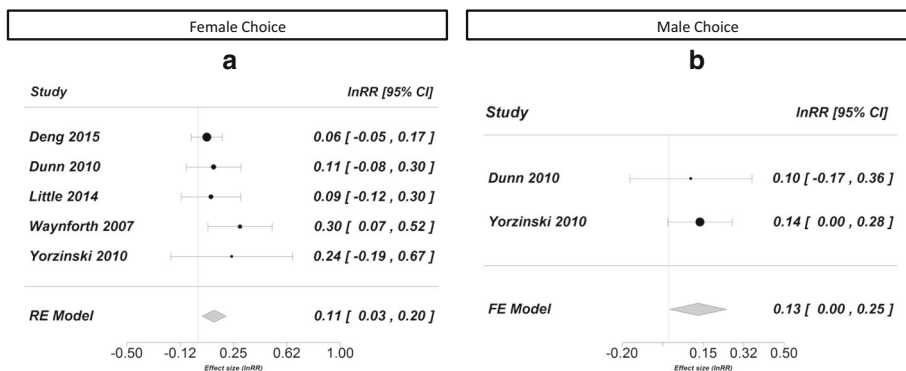 Female Choice
a
Study lnRR [95% CI]
Deng 2015 0.06 [ -0.05 , 0.17 ]
Dunn 2010 0.11 [ -0.08 , 0.30 ]
Little 2014 0.09 [ -0.12 , 0.30 ]
Waynforth 2007 0.30 [ 0.07 , 0.52 ]
Yorzinski 2010 0.24 [ -0.19 , 0.67 ]
RE Model 0.11 [ 0.03 , 0.20 ]
-0.50 -0.12 0.25 0.62 1.00
Effect size (lnRR)
Male Choice
b
Study lnRR [95% CI]
Dunn 2010 0.10 [ -0.17 , 0.36 ]
Yorzinski 2010 0.14 [ 0.00 , 0.28 ]
FE Model 0.13 [ 0.00 , 0.25 ]
-0.20 0.15 0.32 0.50
Effect size (lnRR)